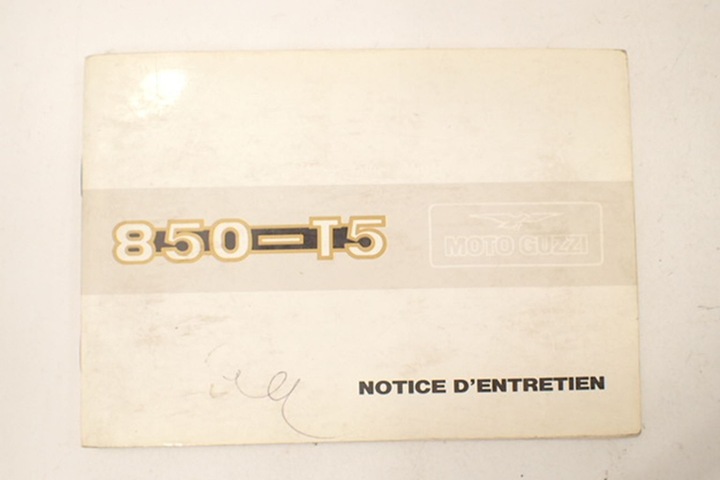 850-T5
MOTO GUZZI
NOTICE D'ENTRETIEN